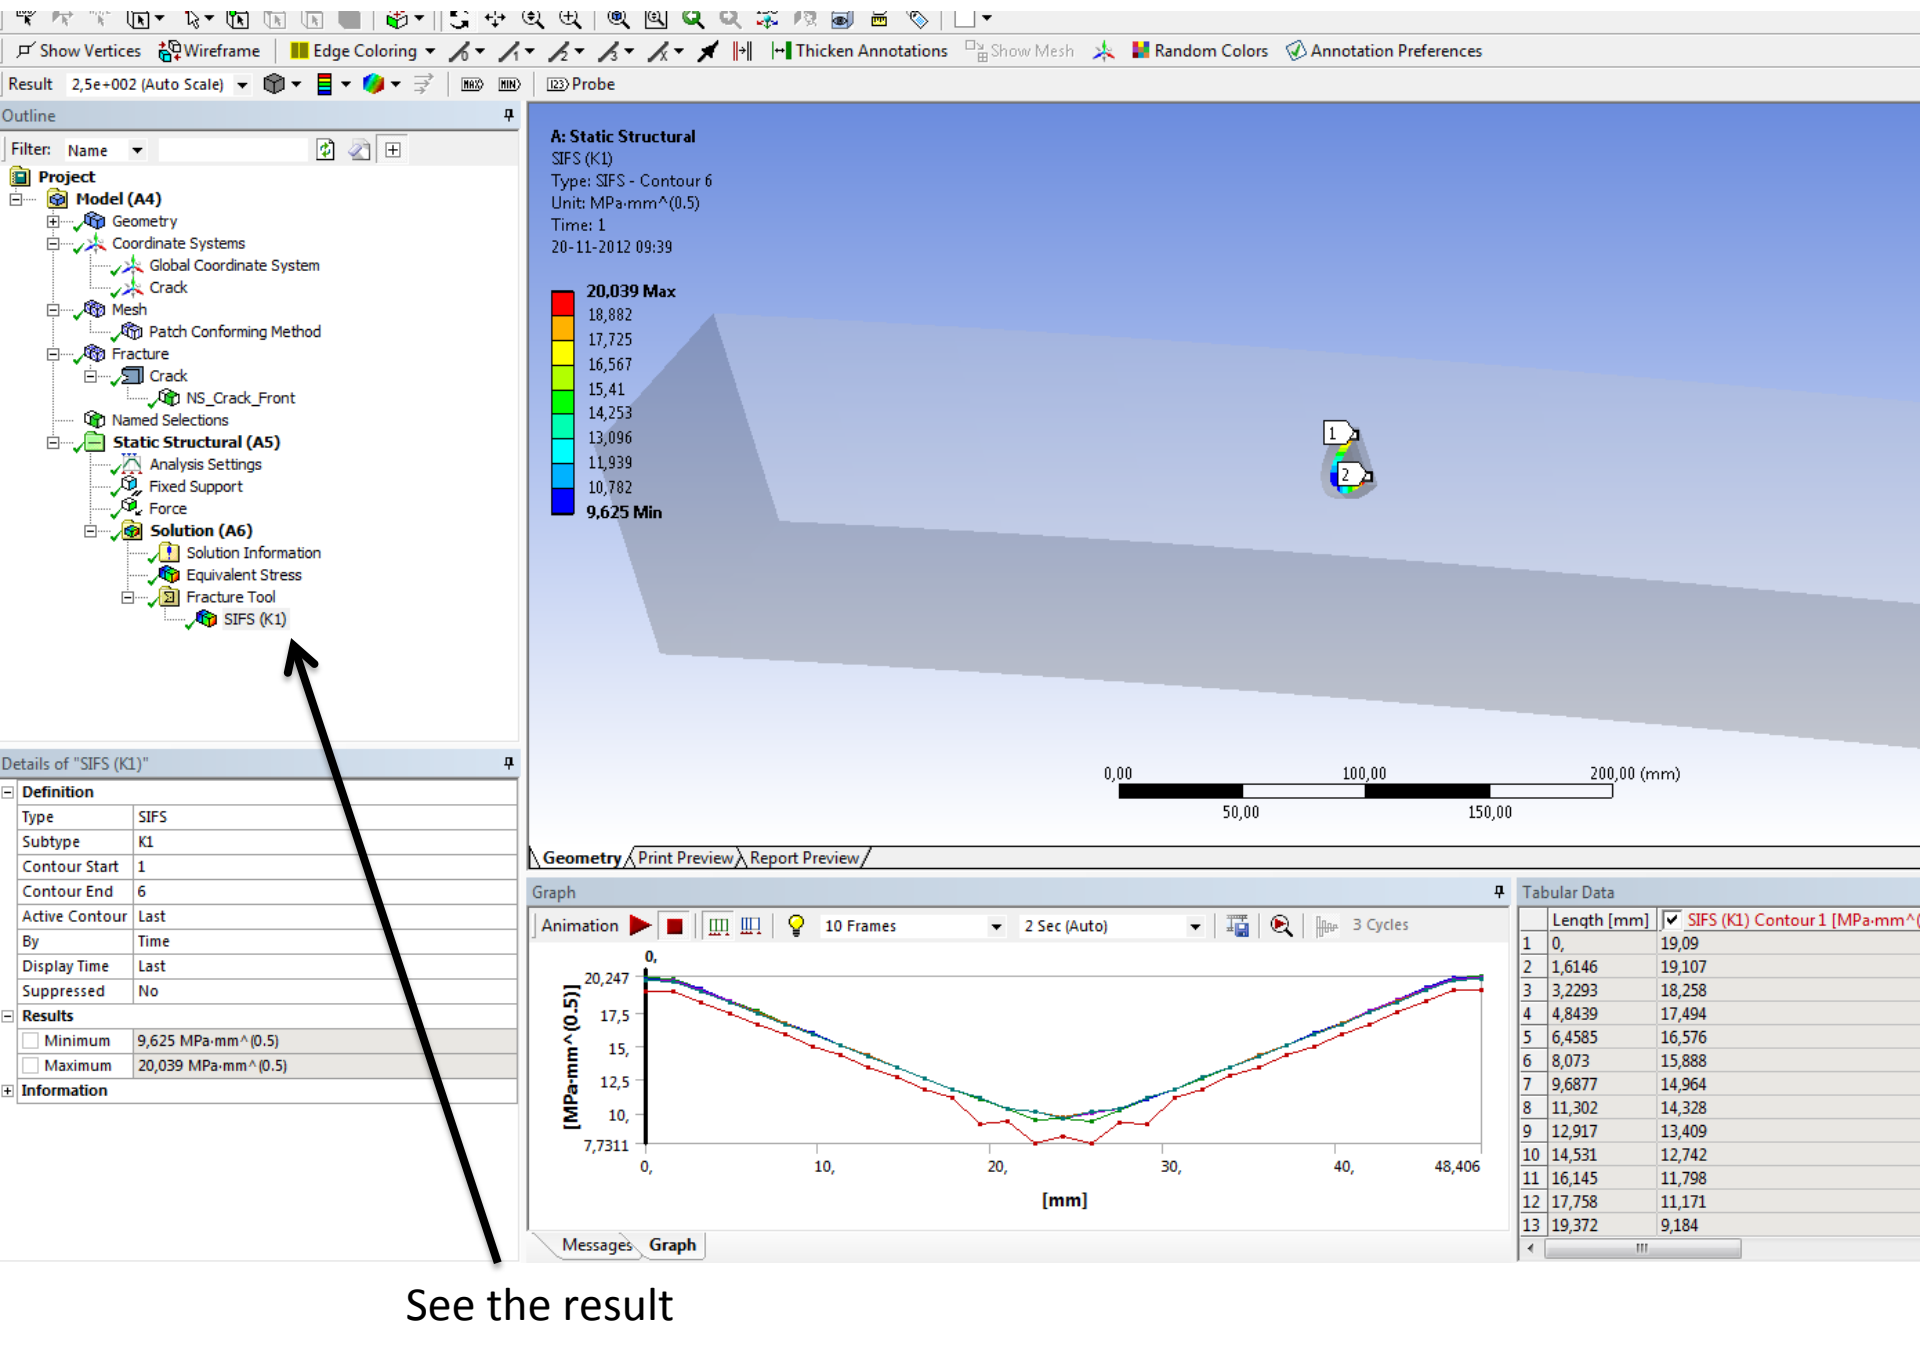 Show Vertices Wireframe Edge Coloring Thicken Annotations Show Mesh Random Colors Annotation Preferences
Result 2,5e+002 (Auto Scale) MAX MIN 123 Probe
Outline
Filter: Name
Project
Model (A4)
Geometry
Coordinate Systems
Global Coordinate System
Crack
Mesh
Patch Conforming Method
Fracture
Crack
NS_Crack_Front
Named Selections
Static Structural (A5)
Analysis Settings
Fixed Support
Force
Solution (A6)
Solution Information
Equivalent Stress
Fracture Tool
SIFS (K1)
Details of "SIFS (K1)"
Definition
Type SIFS
Subtype K1
Contour Start 1
Contour End 6
Active Contour Last
By Time
Display Time Last
Suppressed No
Results
Minimum 9,625 MPa·mm^(0.5)
Maximum 20,039 MPa·mm^(0.5)
Information
A: Static Structural
SIFS (K1)
Type: SIFS - Contour 6
Unit: MPa·mm^(0.5)
Time: 1
20-11-2012 09:39
20,039 Max
18,882
17,725
16,567
15,41
14,253
13,096
11,939
10,782
9,625 Min
1
2
0,00 100,00 200,00 (mm)
50,00 150,00
Geometry Print Preview Report Preview
Graph
Animation 10 Frames 2 Sec (Auto) 3 Cycles
0,
20,247
17,5
15,
12,5
10,
7,7311
[MPa·mm^(0.5)]
0, 10, 20, 30, 40, 48,406
[mm]
Messages Graph
Tabular Data
Length [mm] SIFS (K1) Contour 1 [MPa·mm^(
1 0, 19,09
2 1,6146 19,107
3 3,2293 18,258
4 4,8439 17,494
5 6,4585 16,576
6 8,073 15,888
7 9,6877 14,964
8 11,302 14,328
9 12,917 13,409
10 14,531 12,742
11 16,145 11,798
12 17,758 11,171
13 19,372 9,184
See the result